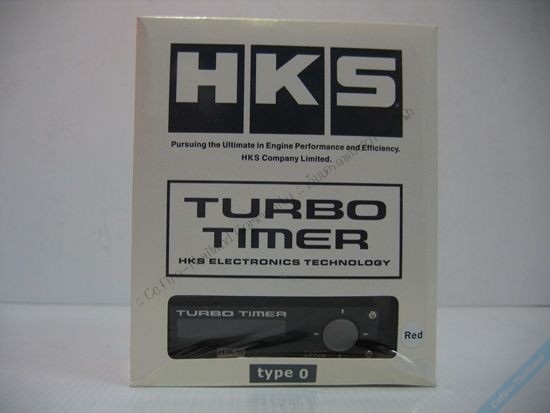 HKS
Pursuing the Ultimate in Engine Performance and Efficiency.
HKS Company Limited.
TURBO
TIMER
HKS ELECTRONICS TECHNOLOGY
TURBO TIMER
Red
HKS
type 0